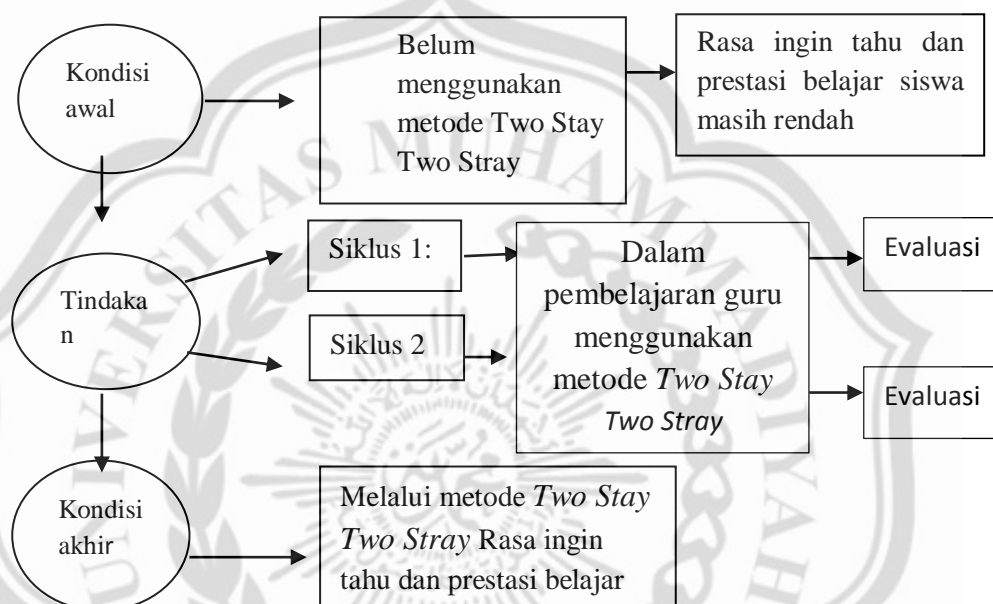 Kondisi
awal
Belum
menggunakan
metode Two Stay
Two Stray
Rasa ingin tahu dan
prestasi belajar siswa
masih rendah
Tindaka
n
Siklus 1:
Siklus 2
Dalam
pembelajaran guru
menggunakan
metode Two Stay
Two Stray
Evaluasi
Evaluasi
Kondisi
akhir
Melalui metode Two Stay
Two Stray Rasa ingin
tahu dan prestasi belajar
UNIVERSITAS MUHAMMADIYAH